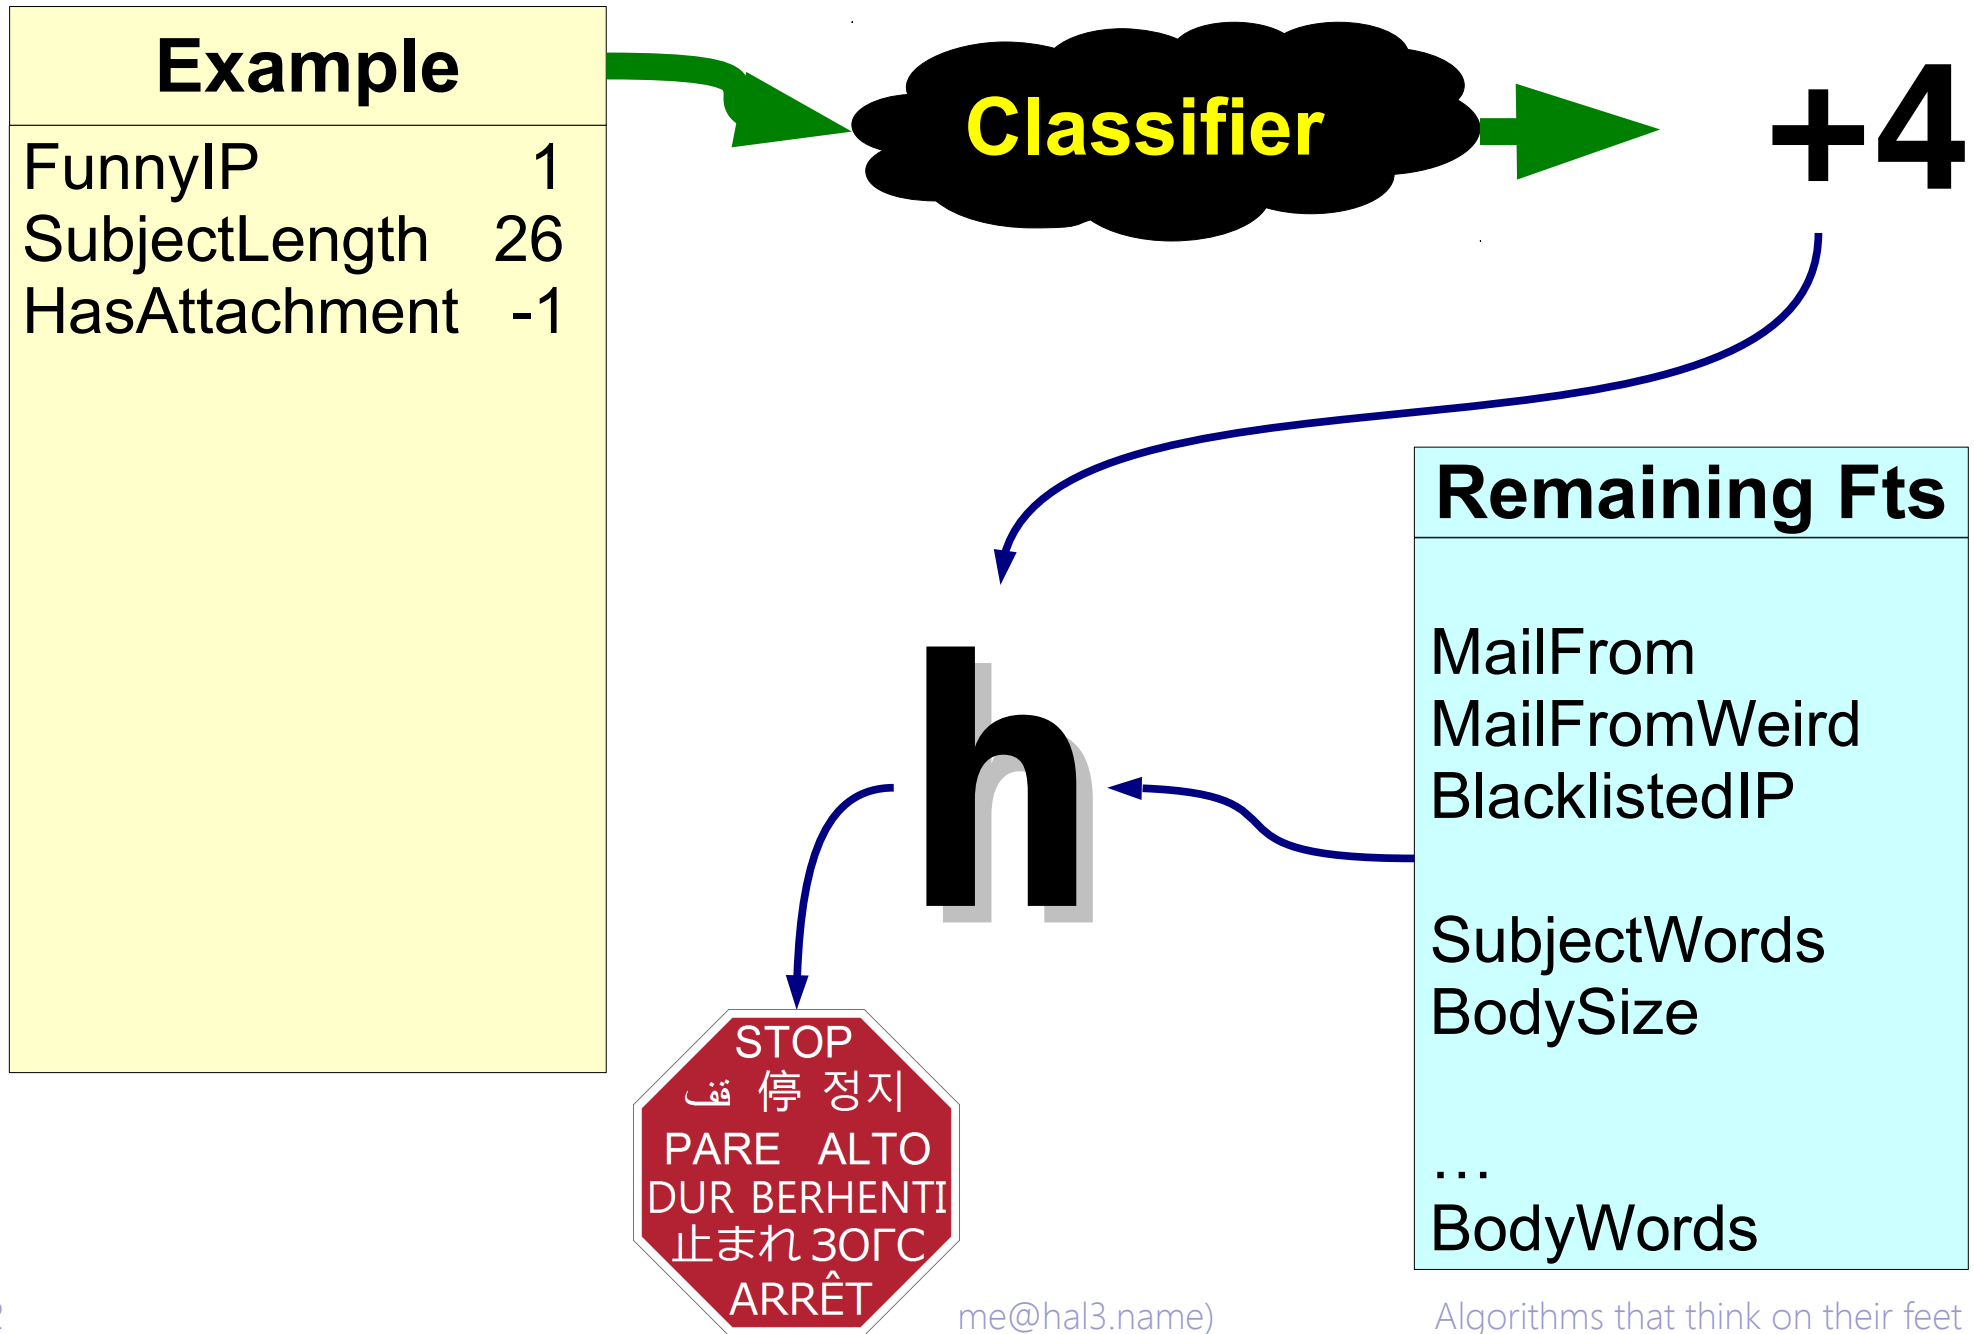 Example
FunnyIP 1
SubjectLength 26
HasAttachment -1
Classifier
+4
h
Remaining Fts
MailFrom
MailFromWeird
BlacklistedIP
SubjectWords
BodySize
...
BodyWords
STOP
قف 停 정지
PARE ALTO
DUR BERHENTI
止まれ ЗОГС
ARRÊT
me@hal3.name)
Algorithms that think on their feet